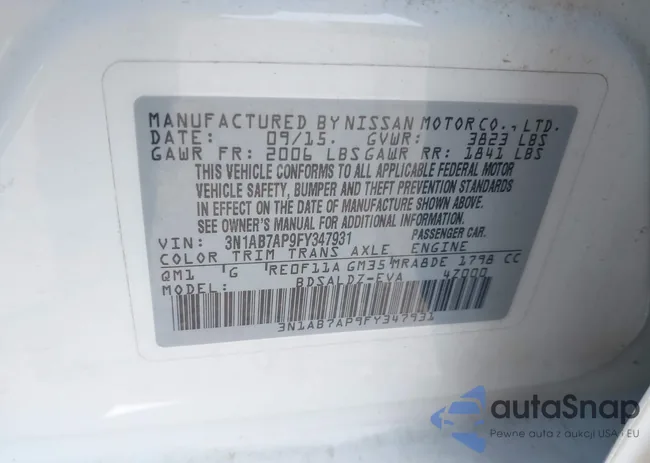 MANUFACTURED BY NISSAN MOTOR CO., LTD.
DATE: 09/15. GVWR: 3823 LBS
GAWR FR: 2006 LBS GAWR RR: 1841 LBS
THIS VEHICLE CONFORMS TO ALL APPLICABLE FEDERAL MOTOR
VEHICLE SAFETY, BUMPER AND THEFT PREVENTION STANDARDS
IN EFFECT ON THE DATE OF MANUFACTURE SHOWN ABOVE.
SEE OWNER'S MANUAL FOR ADDITIONAL INFORMATION.
VIN: 3N1AB7AP9FY347931 PASSENGER CAR.
COLOR TRIM TRANS AXLE ENGINE
QM1 G RE0F11A GM35 MRA8DE 1798 CC
MODEL: BDSALDZ-EVA 4Z000
3N1AB7AP9FY347931
autaSnap
Pewne auta z aukcji USA i EU